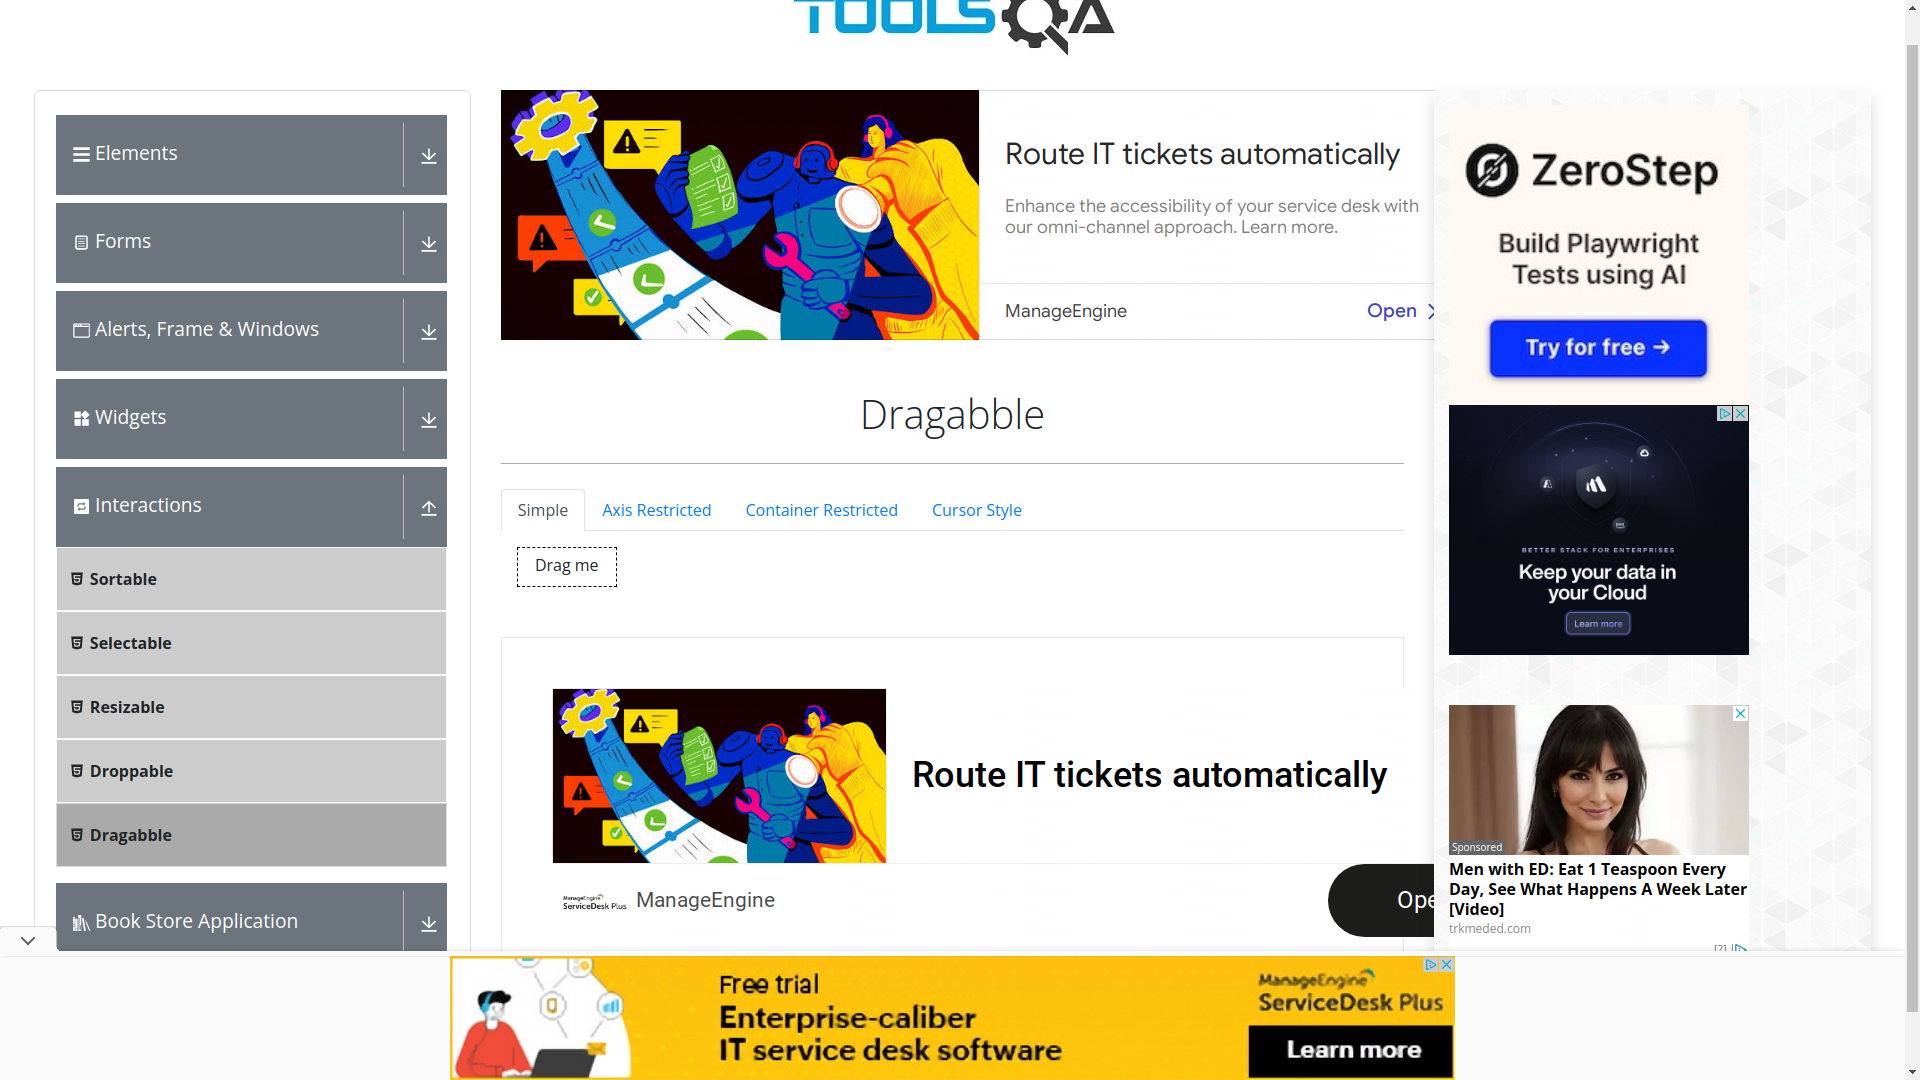 TOOLSQA
Elements
Forms
Alerts, Frame & Windows
Widgets
Interactions
Sortable
Selectable
Resizable
Droppable
Dragabble
Book Store Application
Route IT tickets automatically
Enhance the accessibility of your service desk with
our omni-channel approach. Learn more.
ManageEngine
Open
Dragabble
Simple
Axis Restricted
Container Restricted
Cursor Style
Drag me
Route IT tickets automatically
ManageEngine
ServiceDesk Plus
ManageEngine
Ope
ZeroStep
Build Playwright
Tests using AI
Try for free →
BETTER STACK FOR ENTERPRISES
Keep your data in
your Cloud
Learn more
Sponsored
Men with ED: Eat 1 Teaspoon Every
Day, See What Happens A Week Later
[Video]
trkmeded.com
[?]
Free trial
Enterprise-caliber
IT service desk software
ManageEngine
ServiceDesk Plus
Learn more